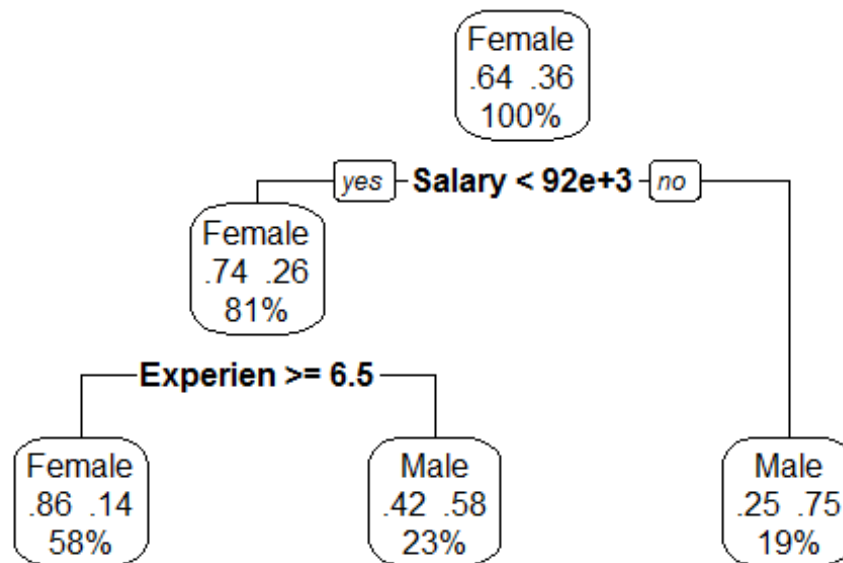 Female
.64 .36
100%
yes Salary < 92e+3 no
Female
.74 .26
81%
Experien >= 6.5
Female
.86 .14
58%
Male
.42 .58
23%
Male
.25 .75
19%